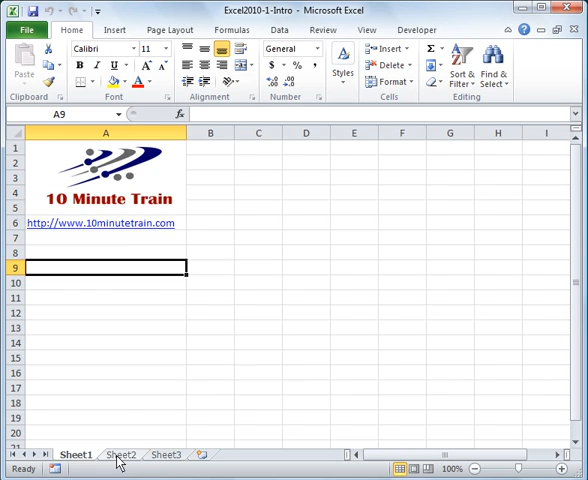 Excel2010-1-Intro - Microsoft Excel
File Home Insert Page Layout Formulas Data Review View Developer
Calibri 11 General Insert Σ
Paste B I U A A $ % , Styles Delete Sort & Filter Find & Select
Format
Clipboard Font Alignment Number Cells Editing
A9 fx
A B C D E F G H I
1
2
3
4 10 Minute Train
5
6 http://www.10minutetrain.com
7
8
9
10
11
12
13
14
15
16
17
18
19
20
21
Sheet1 Sheet2 Sheet3
Ready 100%